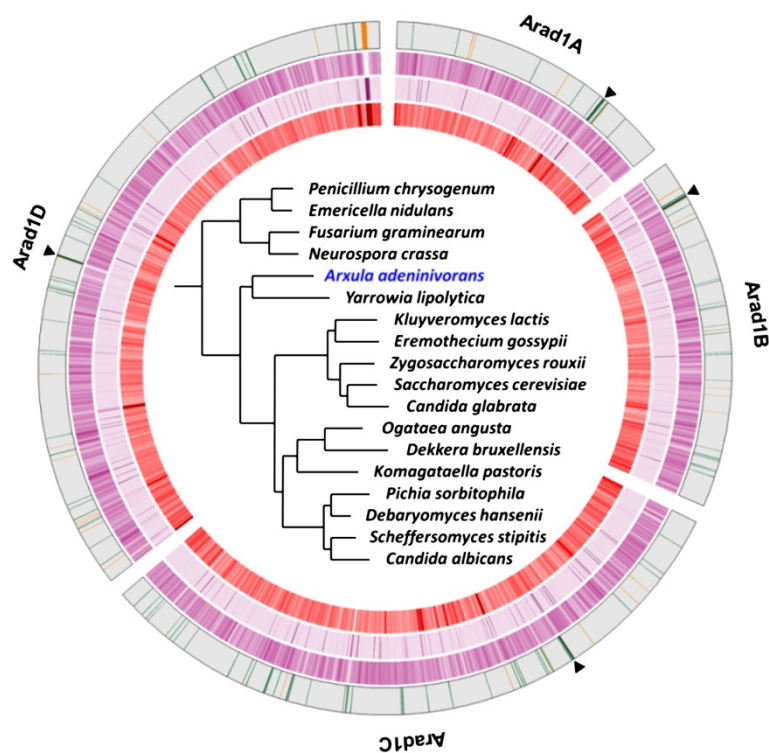 Arad1A
Arad1B
Arad1C
Arad1D
Penicillium chrysogenum
Emericella nidulans
Fusarium graminearum
Neurospora crassa
Arxula adeninivorans
Yarrowia lipolytica
Kluyveromyces lactis
Eremothecium gossypii
Zygosaccharomyces rouxii
Saccharomyces cerevisiae
Candida glabrata
Ogataea angusta
Dekkera bruxellensis
Komagataella pastoris
Pichia sorbitophila
Debaryomyces hansenii
Scheffersomyces stipitis
Candida albicans